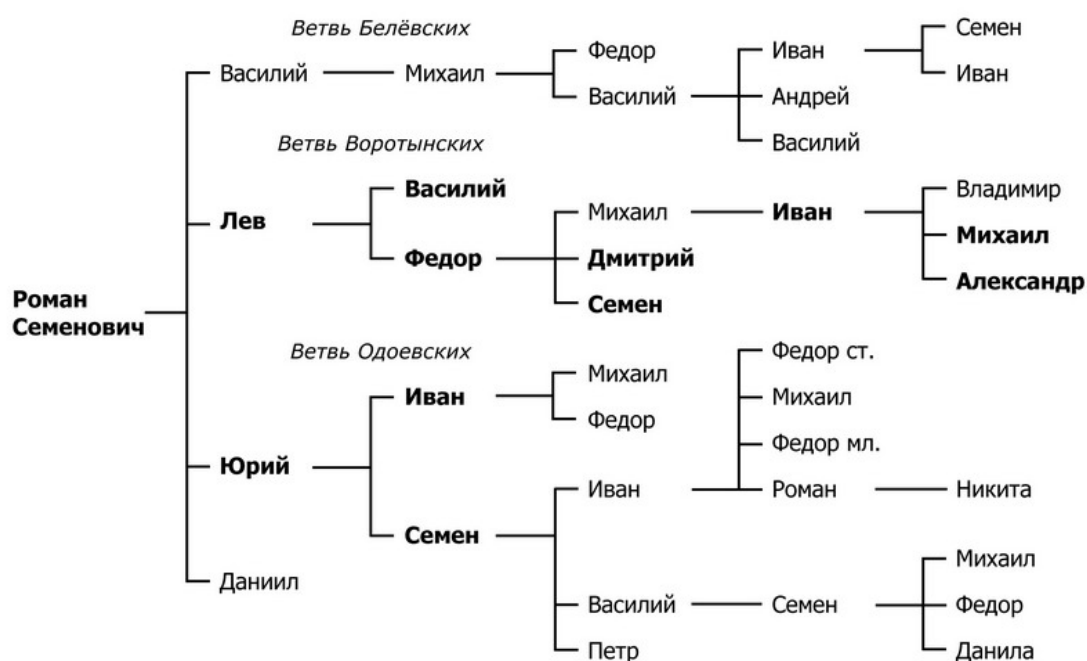 Ветвь Белёвских
Семен
Федор
Иван
Василий
Михаил
Иван
Василий
Андрей
Василий
Ветвь Воротынских
Василий
Владимир
Михаил
Иван
Лев
Михаил
Федор
Дмитрий
Александр
Семен
Роман
Семенович
Ветвь Одоевских
Федор ст.
Михаил
Иван
Михаил
Федор
Федор мл.
Юрий
Иван
Роман
Никита
Семен
Михаил
Даниил
Василий
Семен
Федор
Петр
Данила